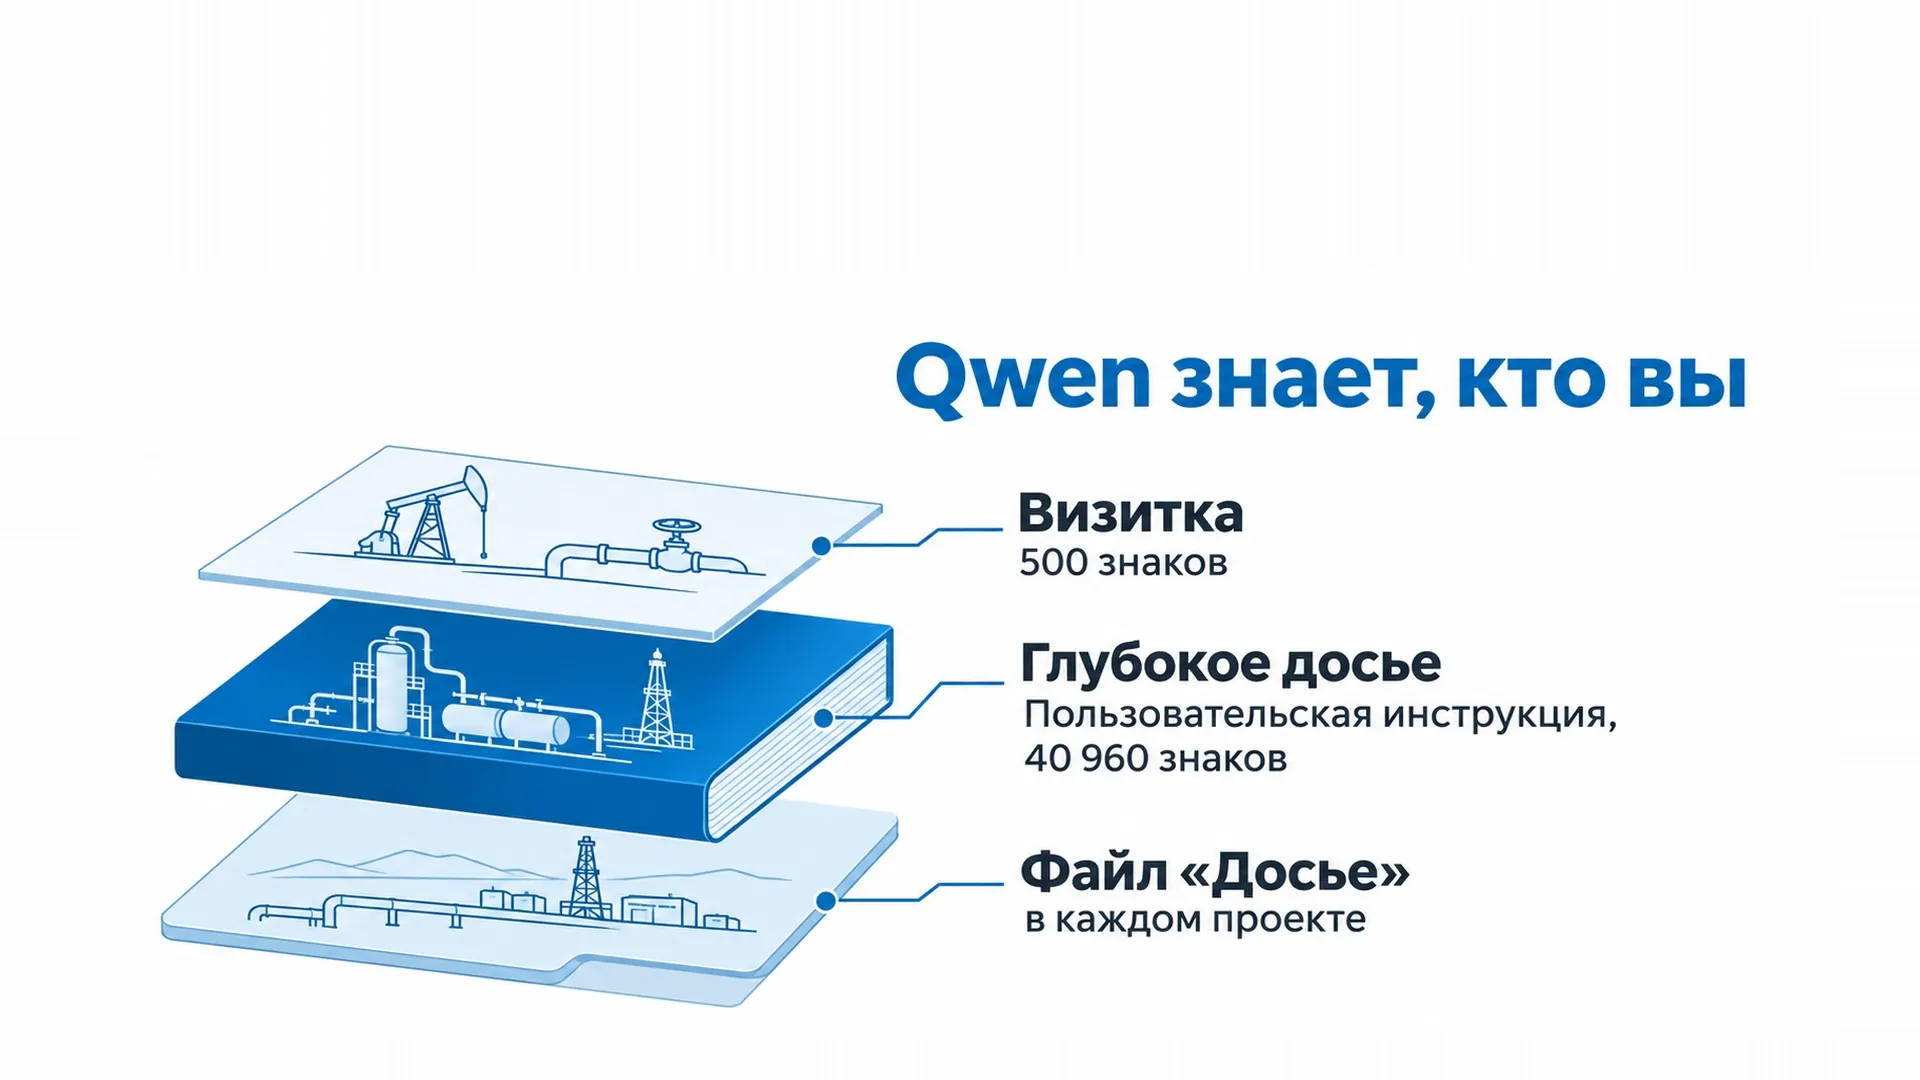 Qwen знает, кто вы
Визитка
500 знаков
Глубокое досье
Пользовательская инструкция,
40 960 знаков
Файл «Досье»
в каждом проекте